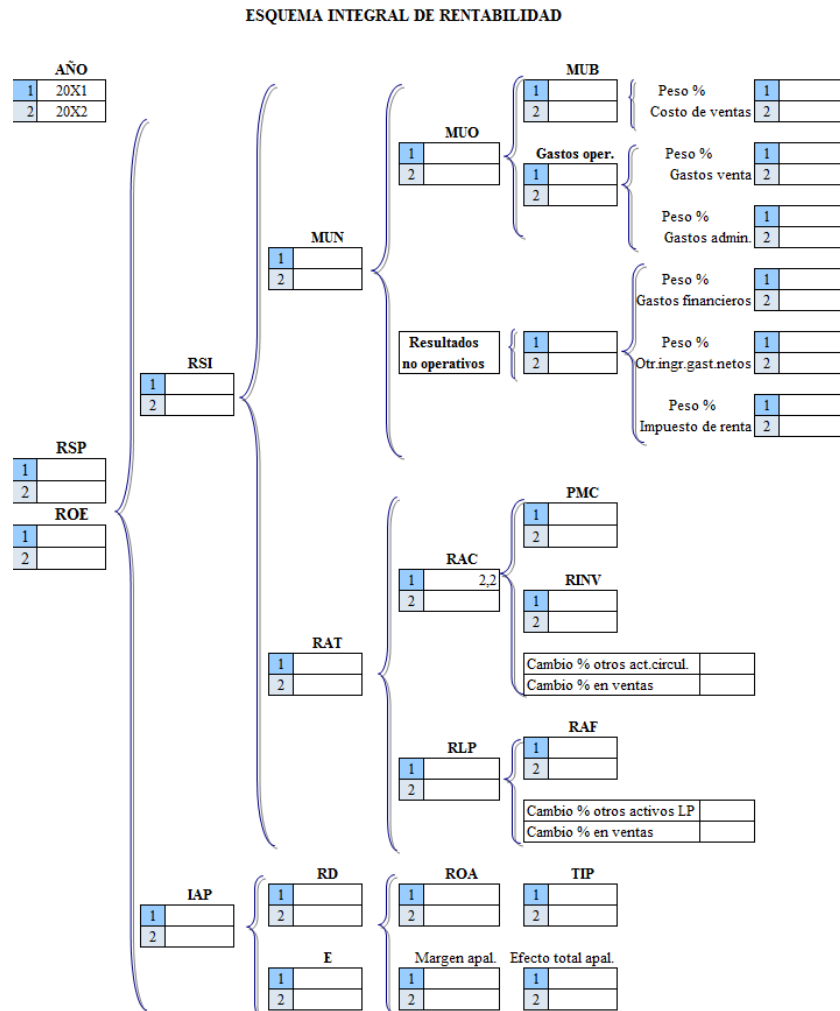 ESQUEMA INTEGRAL DE RENTABILIDAD
AÑO
1 20X1
2 20X2
MUB
1
2
Peso %
Costo de ventas
1
2
MUO
1
2
Gastos oper.
1
2
Peso %
Gastos venta
1
2
Peso %
Gastos admin.
1
2
MUN
1
2
Peso %
Gastos financieros
1
2
Resultados
no operativos
1
2
Peso %
Otr.ingr.gast.netos
1
2
Peso %
Impuesto de renta
1
2
RSI
1
2
RSP
1
2
ROE
1
2
PMC
1
2
RAC
1 2,2
2
RINV
1
2
RAT
1
2
Cambio % otros act.circul.
Cambio % en ventas
RLP
1
2
RAF
1
2
Cambio % otros activos LP
Cambio % en ventas
IAP
1
2
RD
1
2
ROA
1
2
TIP
1
2
E
1
2
Margen apal.
1
2
Efecto total apal.
1
2